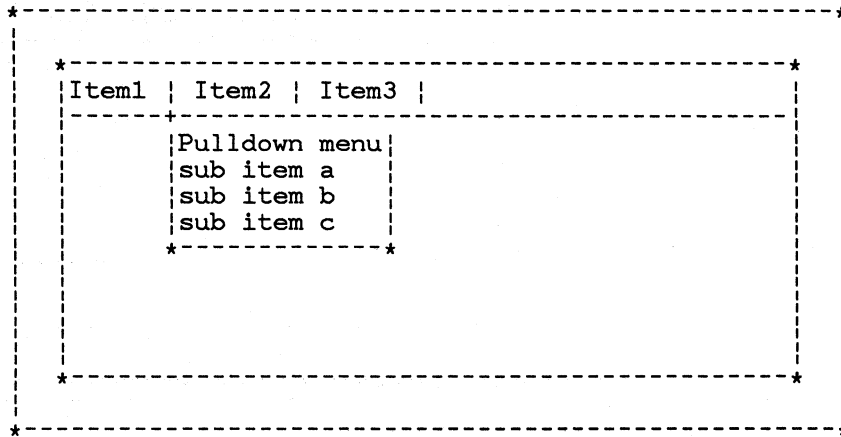 Item1 | Item2 | Item3 |
Pulldown menu
sub item a
sub item b
sub item c